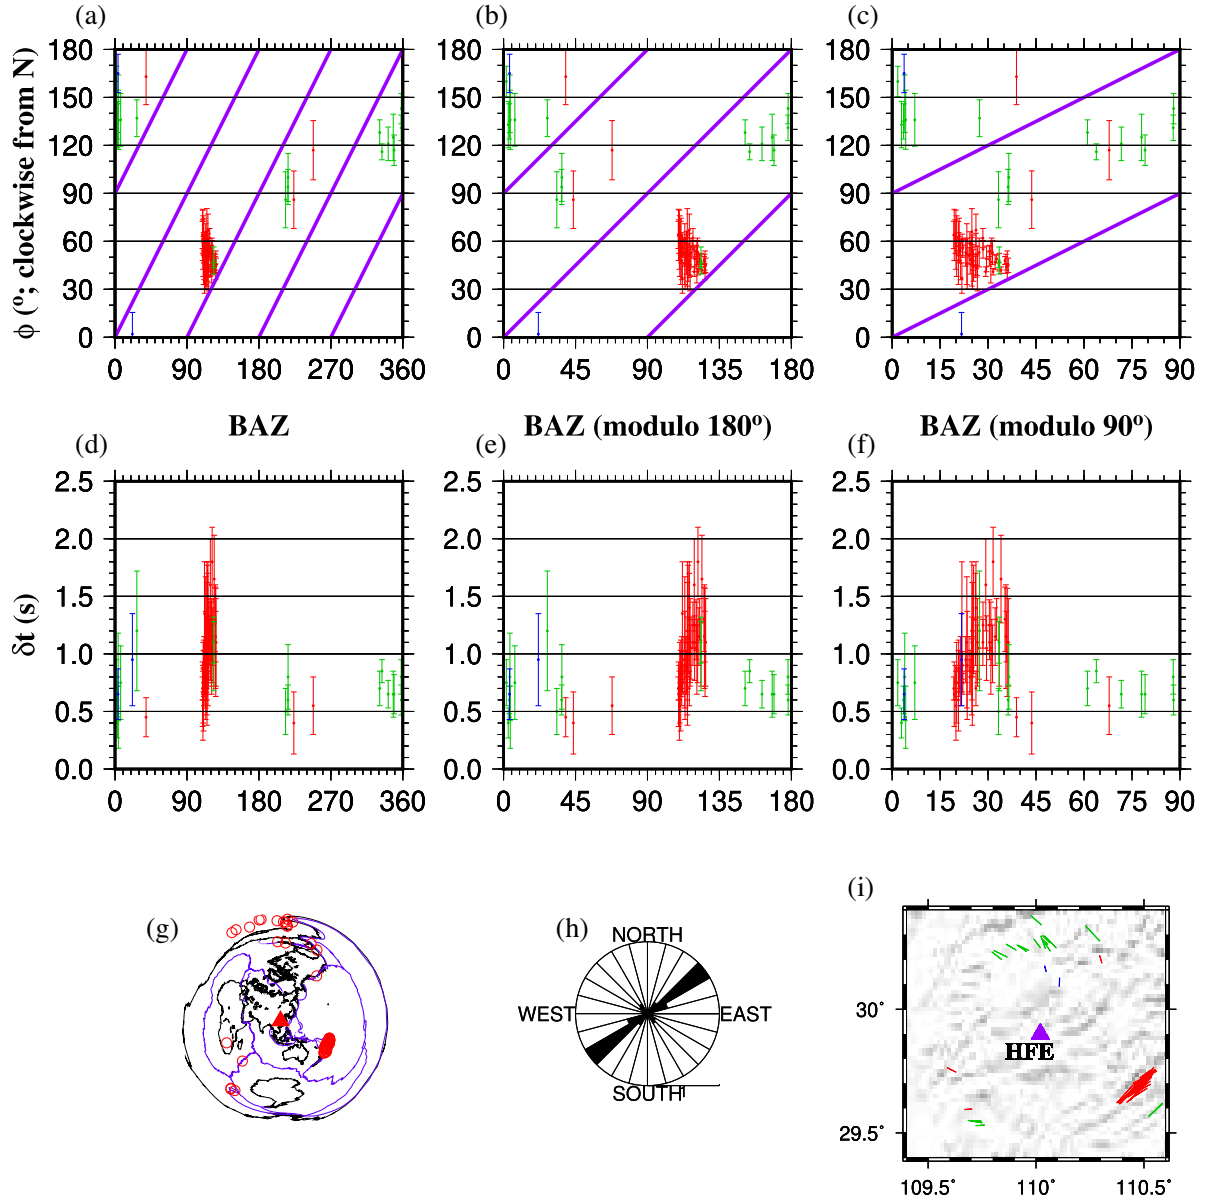 (a)
(b)
(c)
ϕ (º; clockwise from N)
180
150
120
90
60
30
0
0 90 180 270 360
BAZ
180
150
120
90
60
30
0
0 45 90 135 180
BAZ (modulo 180º)
180
150
120
90
60
30
0
0 15 30 45 60 75 90
BAZ (modulo 90º)
(d)
(e)
(f)
δt (s)
2.5
2.0
1.5
1.0
0.5
0.0
0 90 180 270 360
2.5
2.0
1.5
1.0
0.5
0.0
0 45 90 135 180
2.5
2.0
1.5
1.0
0.5
0.0
0 15 30 45 60 75 90
(g)
(h)
NORTH
WEST
EAST
SOUTH
(i)
30˚
HFE
29.5˚
109.5˚ 110˚ 110.5˚